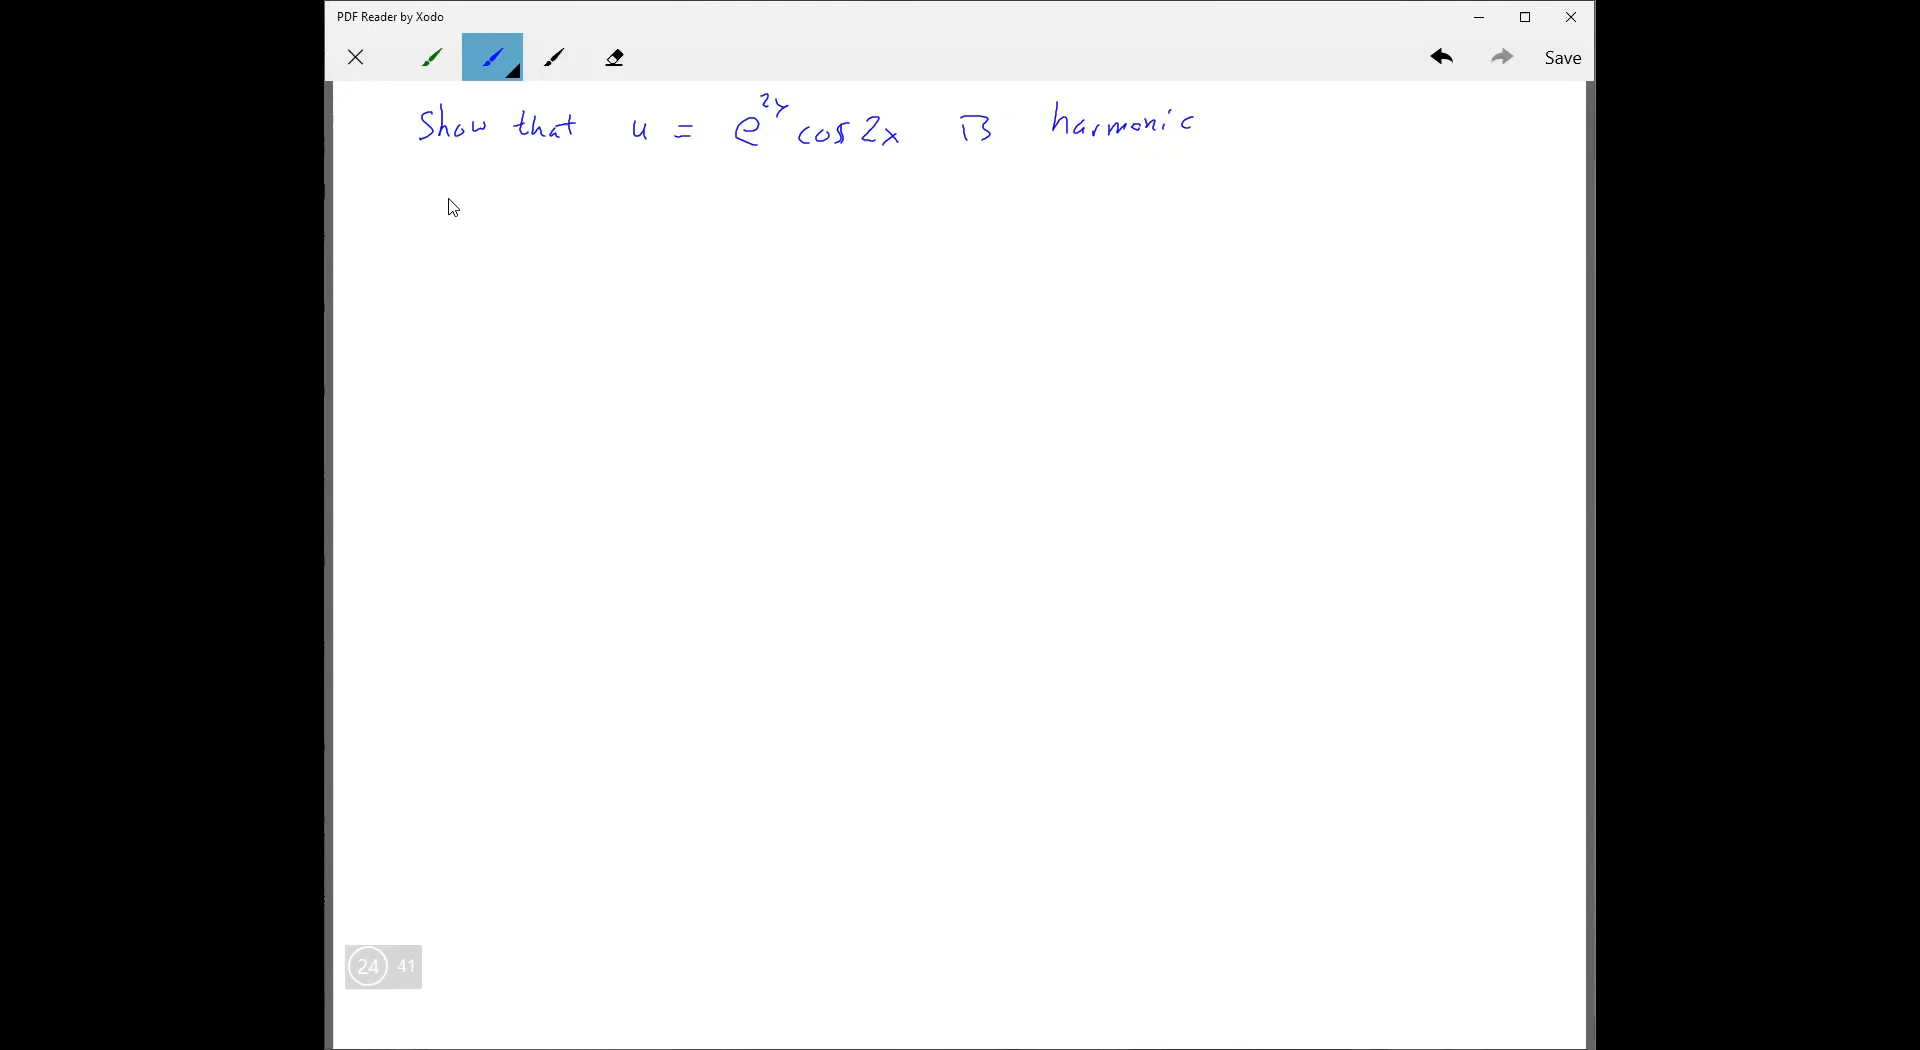 PDF Reader by Xodo
Save
Show that u = e^{2y} cos 2x is harmonic
24 41